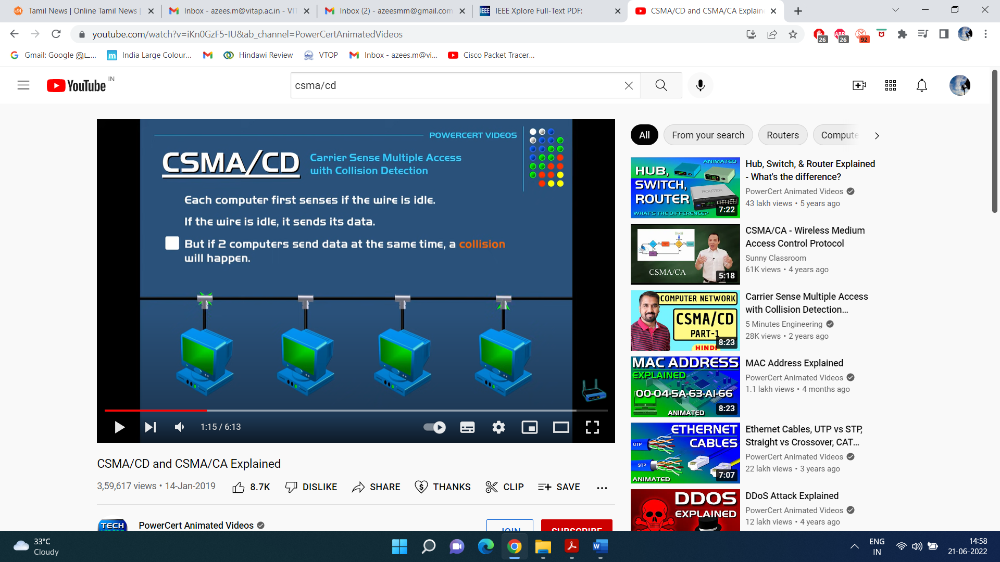 Tamil News | Online Tamil News |
Inbox - azees.m@vitap.ac.in - VIT
Inbox (2) - azeesmm@gmail.com
IEEE IEEE Xplore Full-Text PDF:
CSMA/CD and CSMA/CA Explain
youtube.com/watch?v=iKn0GzF5-IU&ab_channel=PowerCertAnimatedVideos
26
ABP 26
92
Gmail: Google இட...
m India Large Colour...
Hindawi Review
VTOP
Inbox - azees.m@vi...
Cisco Packet Tracer...
YouTube IN
csma/cd
POWERCERT VIDEOS
CSMA/CD
Carrier Sense Multiple Access
with Collision Detection
Each computer first senses if the wire is idle.
If the wire is idle, it sends its data.
But if 2 computers send data at the same time, a collision
will happen.
1:15 / 6:13
CSMA/CD and CSMA/CA Explained
3,59,617 views • 14-Jan-2019
8.7K
DISLIKE
SHARE
THANKS
CLIP
SAVE
TECH
PowerCert Animated Videos
JOIN
SUBSCRIBE
All
From your search
Routers
Compute
ANIMATED
HUB,
SWITCH,
ROUTER
ROUTER
WHAT'S THE DIFFERENCE?
7:22
Hub, Switch, & Router Explained
- What's the difference?
PowerCert Animated Videos
43 lakh views • 5 years ago
CSMA/CA
5:18
CSMA/CA - Wireless Medium
Access Control Protocol
Sunny Classroom
61K views • 4 years ago
COMPUTER NETWORK
CSMA/CD
PART-1
HINDI
8:23
Carrier Sense Multiple Access
with Collision Detection...
5 Minutes Engineering
28K views • 2 years ago
MAC ADDRESS
EXPLAINED
00-04-5A-63-A1-66
ANIMATED
8:23
MAC Address Explained
PowerCert Animated Videos
1.1 lakh views • 4 months ago
ETHERNET
CABLES
UTP
STP
ANIMATED
7:07
Ethernet Cables, UTP vs STP,
Straight vs Crossover, CAT...
PowerCert Animated Videos
22 lakh views • 3 years ago
DDOS
EXPLAINED
DDoS Attack Explained
PowerCert Animated Videos
12 lakh views • 4 years ago
33°C
Cloudy
ENG
IN
14:58
21-06-2022